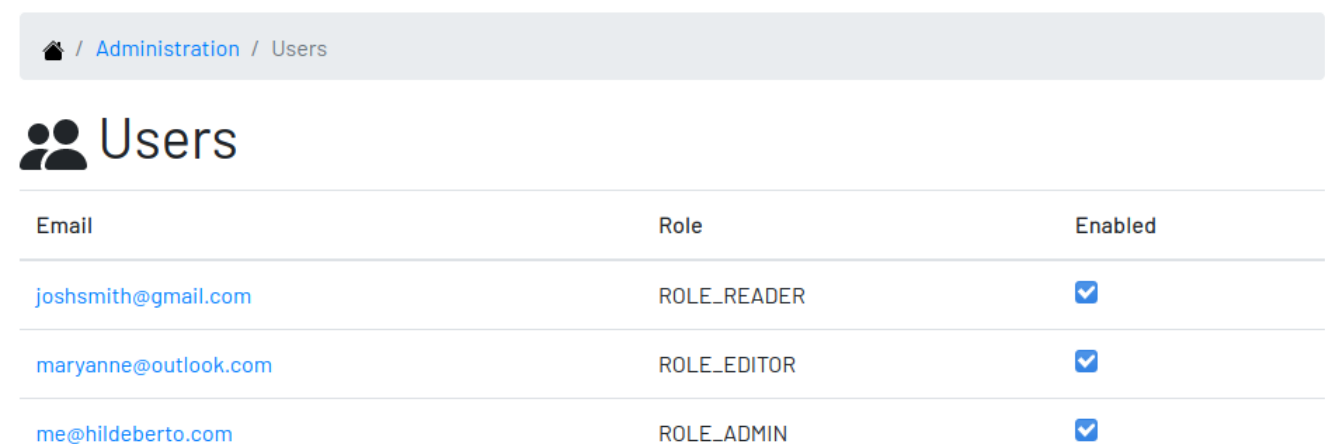 / Administration / Users
Users
Email Role Enabled
joshsmith@gmail.com ROLE_READER
maryanne@outlook.com ROLE_EDITOR
me@hildeberto.com ROLE_ADMIN